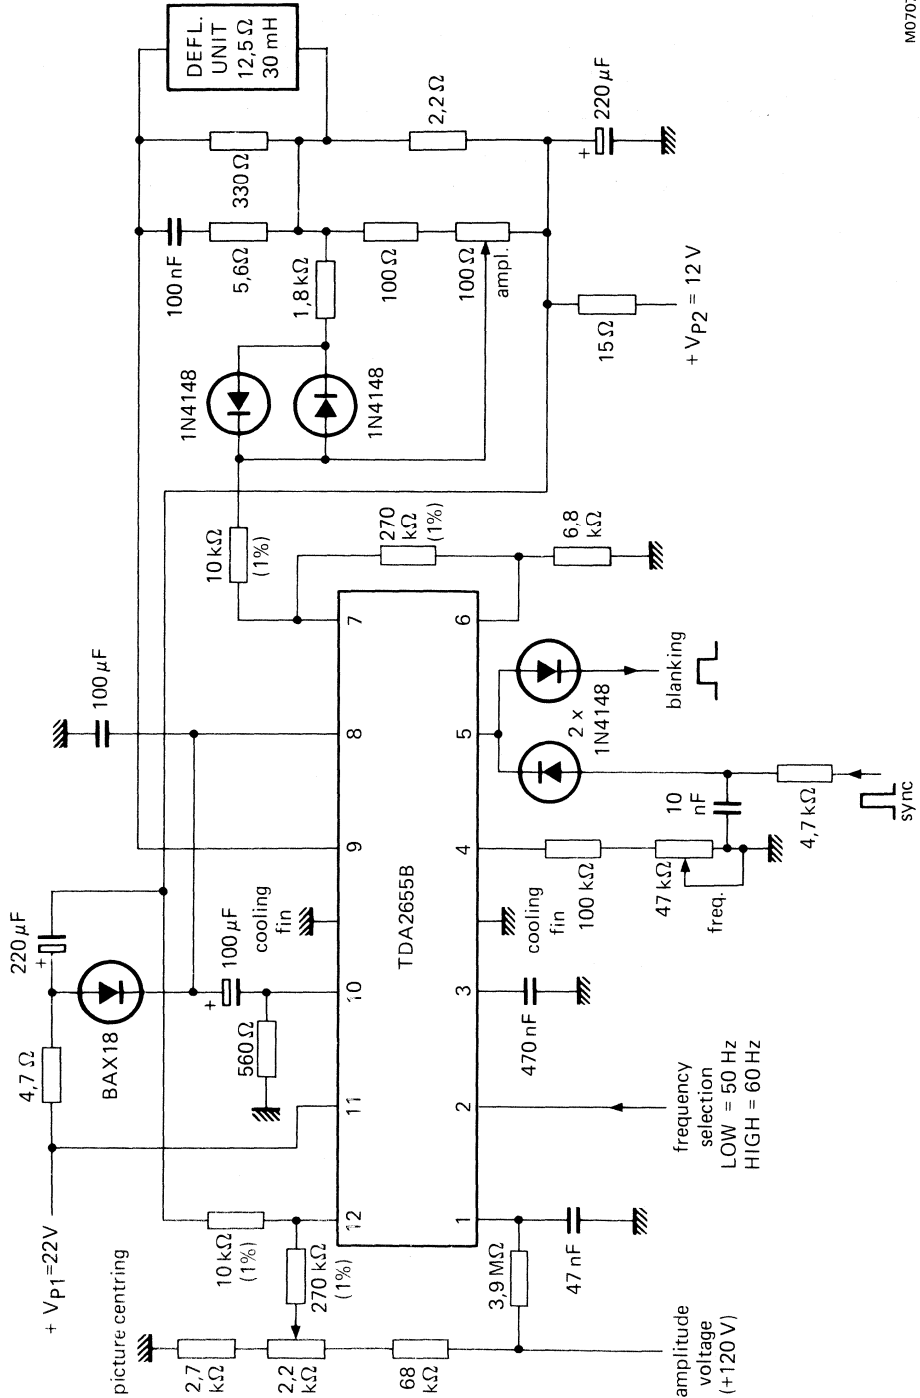 DEFL.
UNIT
12,5 Ω
30 mH
330 Ω
2,2 Ω
220 μF
+
100 nF
5,6Ω
1,8 kΩ
100 Ω
100 Ω
ampl.
15 Ω
+ VP2 = 12 V
1N4148
1N4148
10 kΩ
(1%)
270
kΩ
(1%)
6,8
kΩ
100 μF
7
6
8
5
9
4
10
3
11
2
12
1
TDA2655B
2 x
1N4148
blanking
10
nF
4,7 kΩ
sync
100 kΩ
47 kΩ
freq.
cooling
fin
cooling
fin
220 μF
+
BAX18
4,7 Ω
100 μF
+
560 Ω
470 nF
frequency
selection
LOW = 50 Hz
HIGH = 60 Hz
+ VP1=22V
10 kΩ
(1%)
270 kΩ
(1%)
3,9 MΩ
47 nF
picture centring
2,7
kΩ
2,2
kΩ
68
kΩ
amplitude
voltage
(+120 V)